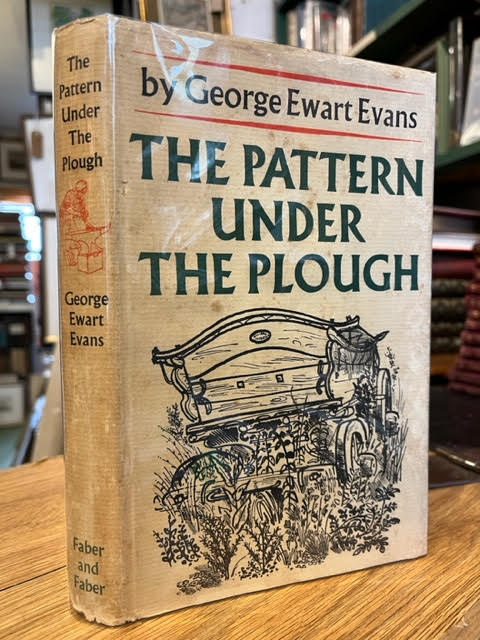 The
Pattern
Under
The
Plough
George
Ewart
Evans
Faber
and
Faber
by George Ewart Evans
THE PATTERN
UNDER
THE PLOUGH